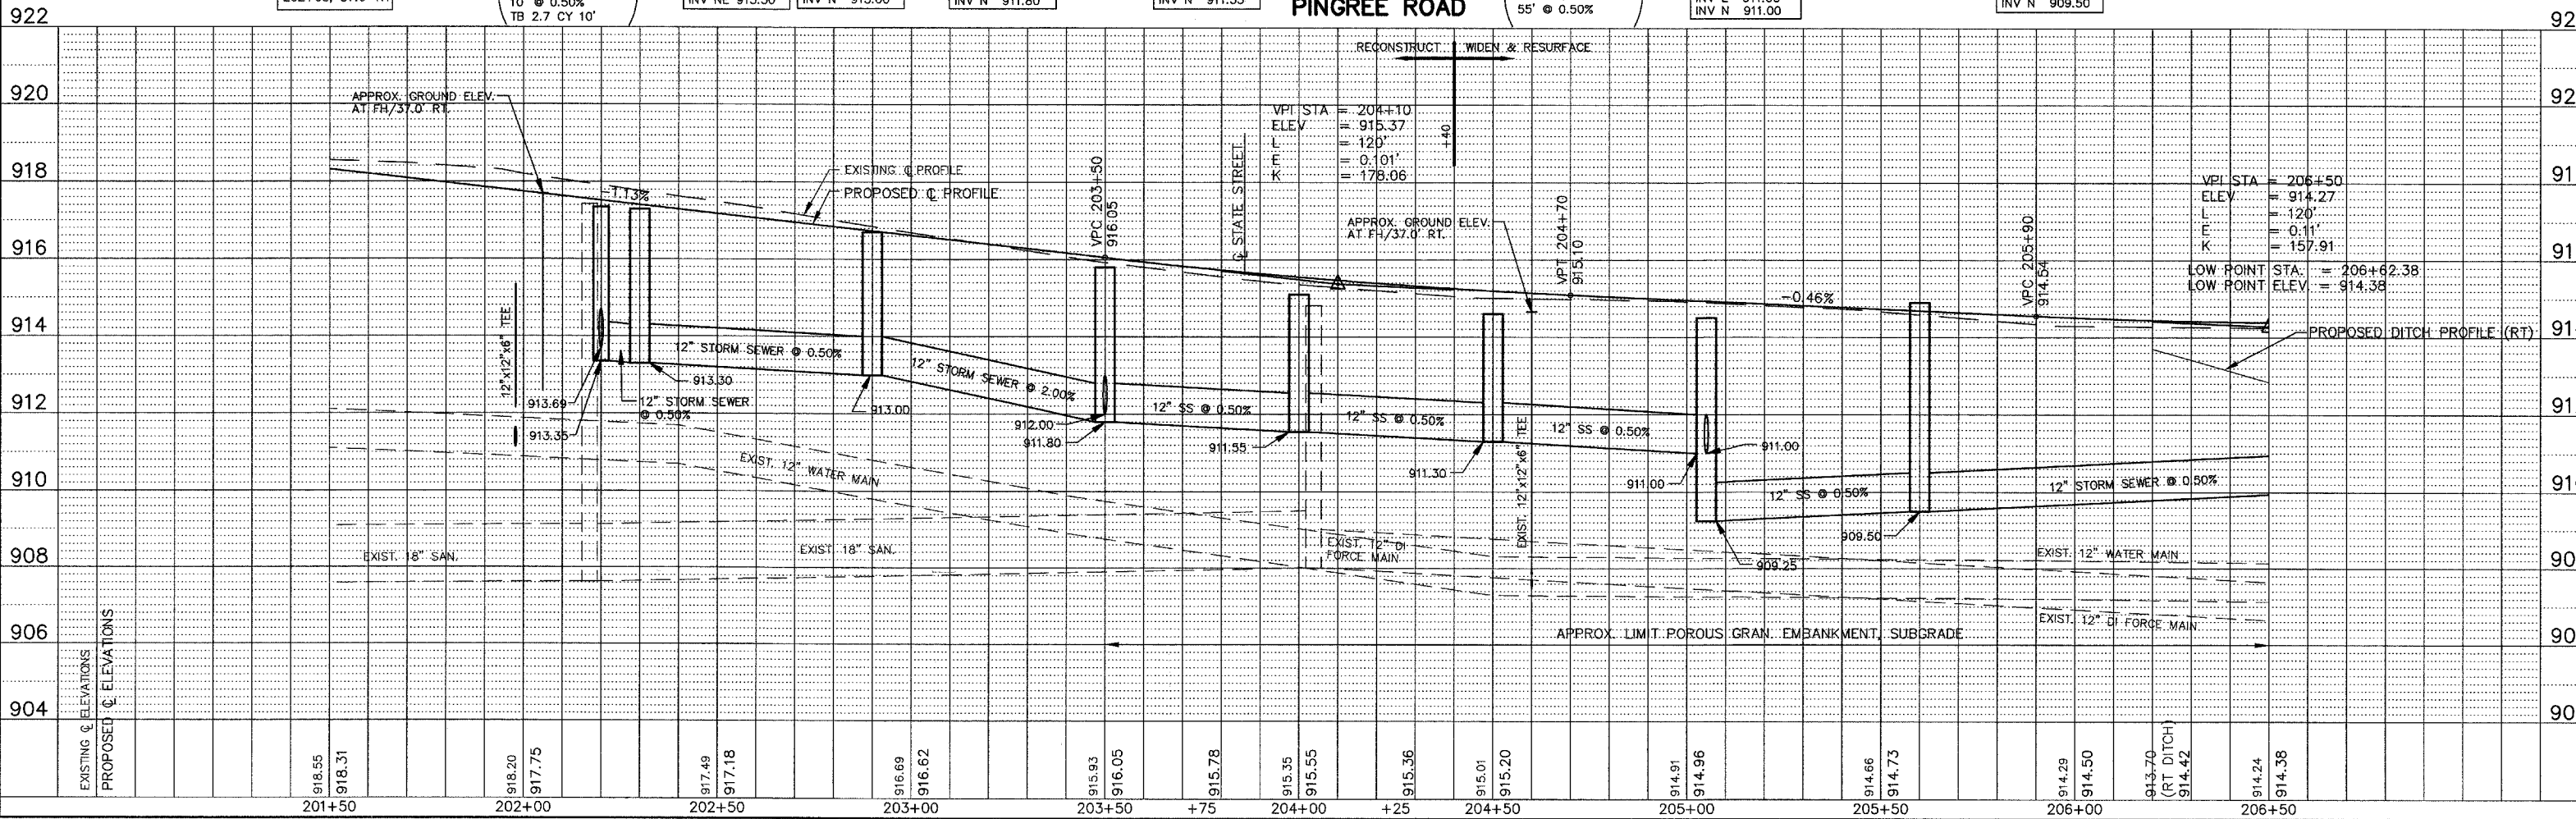 10' @ 0.50%
TB 2.7 CY 10'
INV N 911.80
PINGREE ROAD
55' @ 0.50%
INV N 911.00
INV N 909.50
922
920
918
916
914
912
910
908
906
904
RECONSTRUCT
WIDEN & RESURFACE
+40
APPROX. GROUND ELEV.
AT FH/37.0' RT.
-1.13%
EXISTING ℄ PROFILE
PROPOSED ℄ PROFILE
VPC 203+50
916.05
℄ STATE STREET
VPI STA = 204+10
ELEV = 915.37
L = 120'
E = 0.101'
K = 178.06
APPROX. GROUND ELEV.
AT FH/37.0' RT.
VPT 204+70
915.10
-0.46%
VPC 205+90
914.54
VPI STA = 206+50
ELEV = 914.27
L = 120'
E = 0.11'
K = 157.91
LOW POINT STA. = 206+62.38
LOW POINT ELEV. = 914.38
PROPOSED DITCH PROFILE (RT)
12"x12"x6" TEE
913.69
913.35
12" STORM SEWER @ 0.50%
913.30
12" STORM SEWER
@ 0.50%
913.00
12" STORM SEWER @ 2.00%
912.00
911.80
12" SS @ 0.50%
911.55
12" SS @ 0.50%
911.30
12" SS @ 0.50%
EXIST. 12"x12"x6" TEE
911.00
911.00
12" SS @ 0.50%
909.25
909.50
12" STORM SEWER @ 0.50%
EXIST. 12" WATER MAIN
EXIST. 18" SAN.
EXIST. 18" SAN.
EXIST. 12" DI
FORCE MAIN
EXIST. 12" WATER MAIN
EXIST. 12" DI FORCE MAIN
APPROX. LIMIT POROUS GRAN. EMBANKMENT, SUBGRADE
EXISTING ℄ ELEVATIONS
PROPOSED ℄ ELEVATIONS
918.55
918.31
918.20
917.75
917.49
917.18
916.69
916.62
915.93
916.05
915.78
915.35
915.55
915.36
915.01
915.20
914.91
914.96
914.66
914.73
914.29
914.50
913.70
(RT DITCH)
914.42
914.24
914.38
201+50
202+00
202+50
203+00
203+50
+75
204+00
+25
204+50
205+00
205+50
206+00
206+50